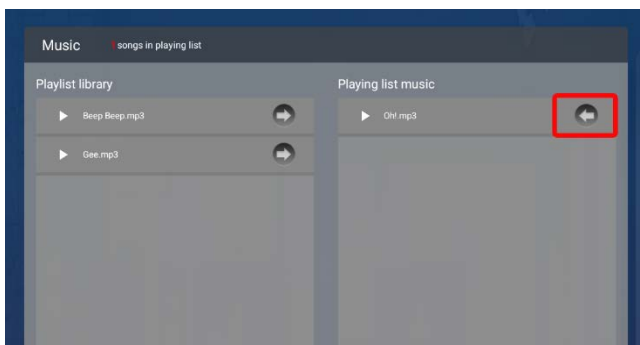 Music songs in playing list
Playlist library
Beep Beep.mp3
Gee.mp3
Playing list music
Oh!.mp3